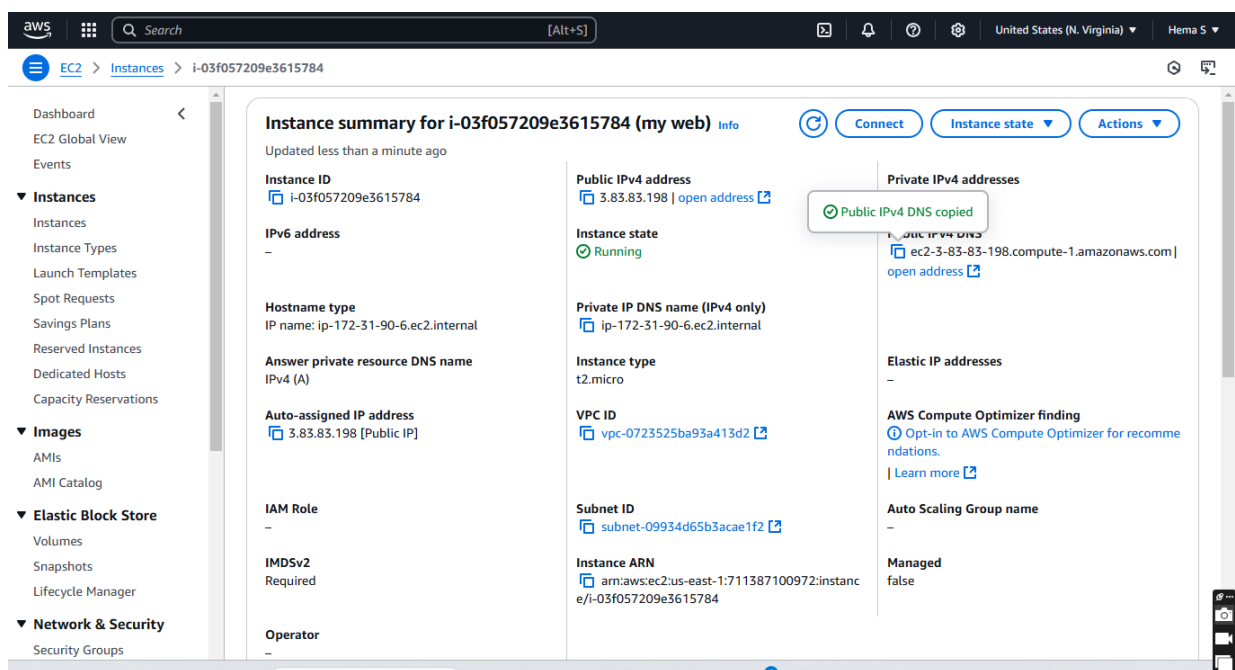 aws
Search
[Alt+S]
United States (N. Virginia)
Hema S
EC2 > Instances > i-03f057209e3615784
Dashboard
EC2 Global View
Events
Instances
Instances
Instance Types
Launch Templates
Spot Requests
Savings Plans
Reserved Instances
Dedicated Hosts
Capacity Reservations
Images
AMIs
AMI Catalog
Elastic Block Store
Volumes
Snapshots
Lifecycle Manager
Network & Security
Security Groups
Instance summary for i-03f057209e3615784 (my web) Info
Connect
Instance state
Actions
Updated less than a minute ago
Instance ID
i-03f057209e3615784
Public IPv4 address
3.83.83.198 | open address
Private IPv4 addresses
Public IPv4 DNS copied
IPv6 address
–
Instance state
Running
Public IPv4 DNS
ec2-3-83-83-198.compute-1.amazonaws.com |
open address
Hostname type
IP name: ip-172-31-90-6.ec2.internal
Private IP DNS name (IPv4 only)
ip-172-31-90-6.ec2.internal
Answer private resource DNS name
IPv4 (A)
Instance type
t2.micro
Elastic IP addresses
–
Auto-assigned IP address
3.83.83.198 [Public IP]
VPC ID
vpc-0723525ba93a413d2
AWS Compute Optimizer finding
Opt-in to AWS Compute Optimizer for recomme
ndations.
| Learn more
IAM Role
–
Subnet ID
subnet-09934d65b3acae1f2
Auto Scaling Group name
–
IMDSv2
Required
Instance ARN
arn:aws:ec2:us-east-1:711387100972:instanc
e/i-03f057209e3615784
Managed
false
Operator
–